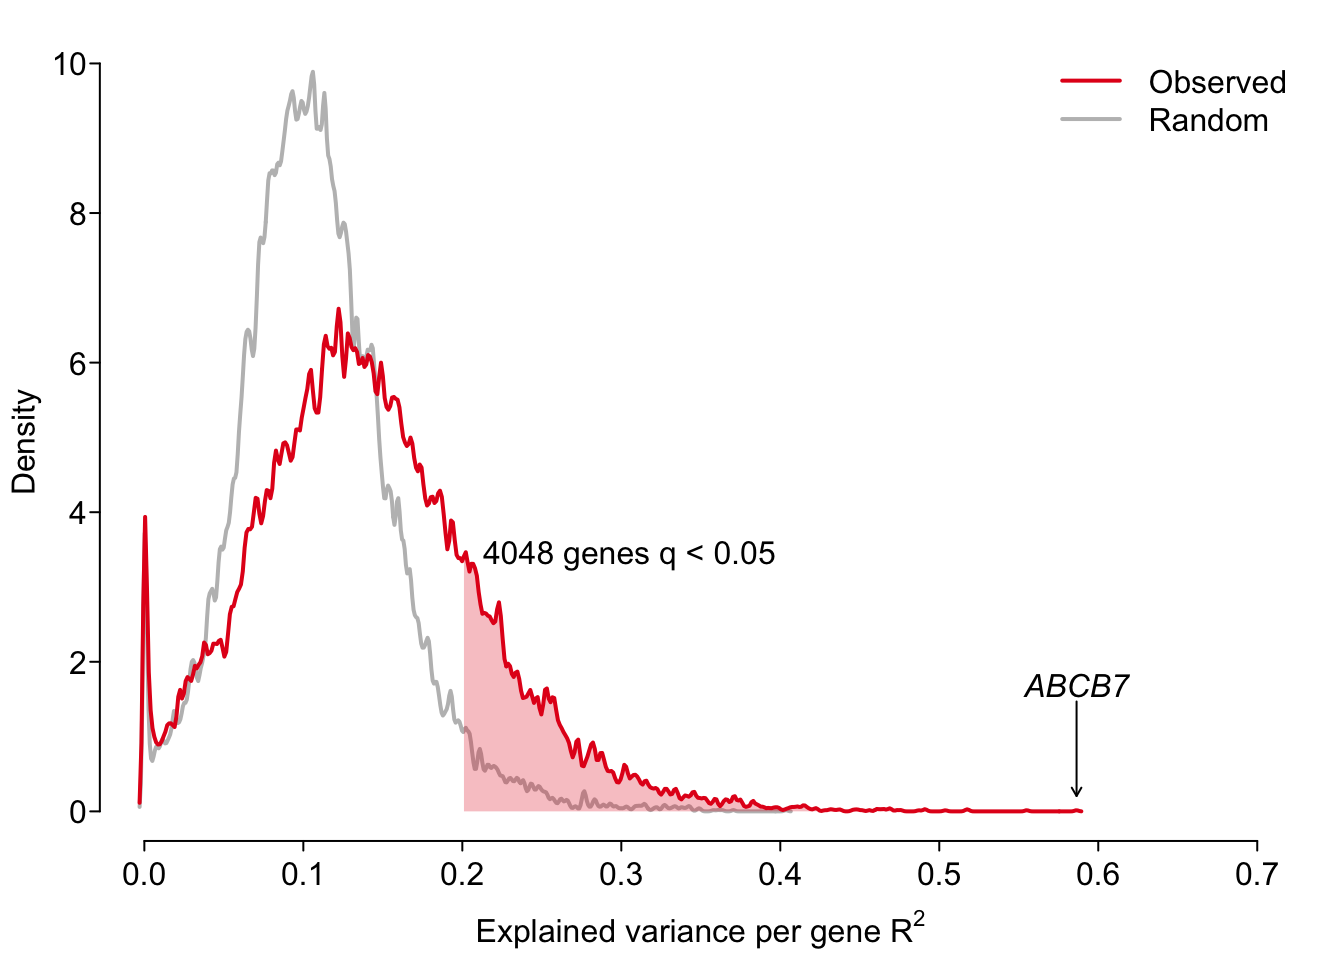 10
8
6
4
2
0
Density
Observed
Random
4048 genes q < 0.05
ABCB7
0.0 0.1 0.2 0.3 0.4 0.5 0.6 0.7
Explained variance per gene R²